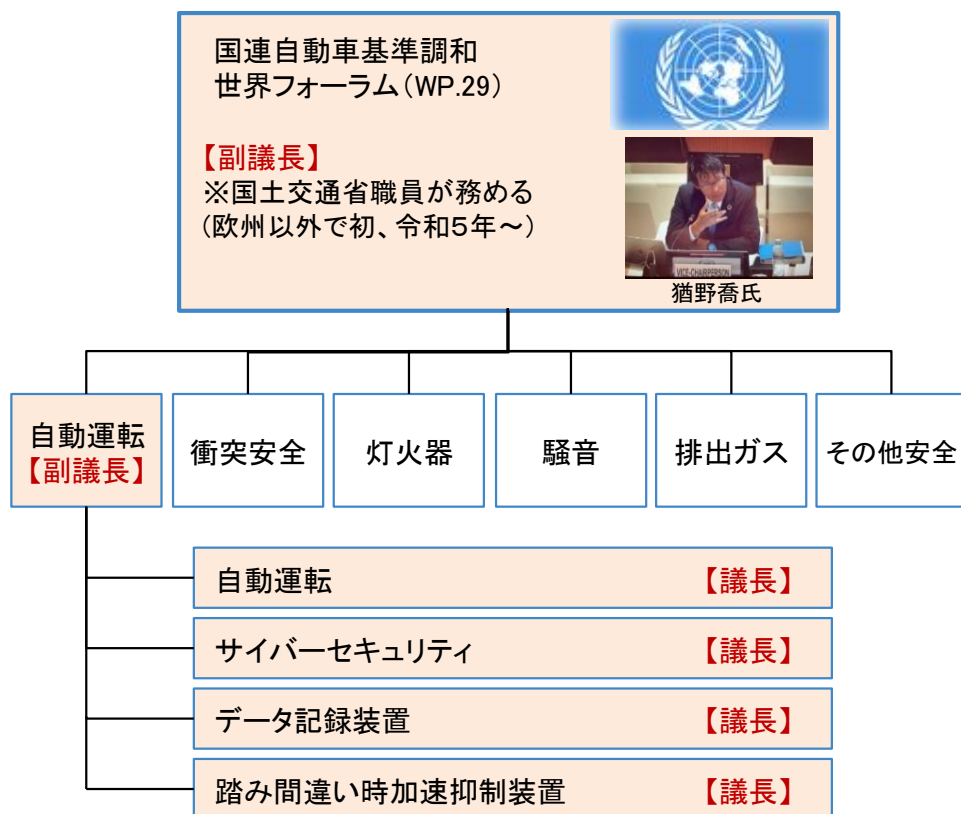 国連自動車基準調和
世界フォーラム(WP.29)
【副議長】
※国土交通省職員が務める
(欧州以外で初、令和5年～)
VICE-CHAIRPERSON
猶野喬氏
自動運転
【副議長】
衝突安全
灯火器
騒音
排出ガス
その他安全
自動運転 【議長】
サイバーセキュリティ 【議長】
データ記録装置 【議長】
踏み間違い時加速抑制装置 【議長】